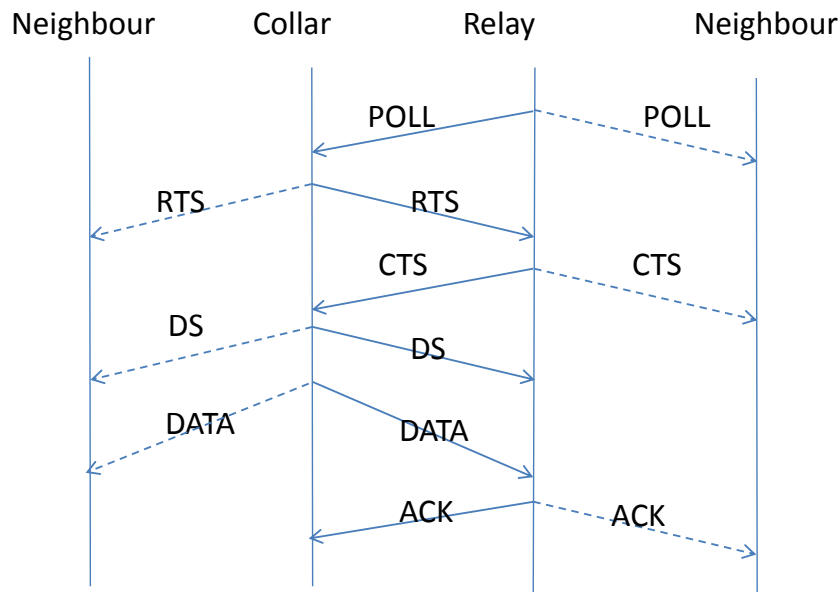 Neighbour Collar Relay Neighbour
POLL POLL
RTS RTS
CTS CTS
DS DS
DATA DATA
ACK ACK